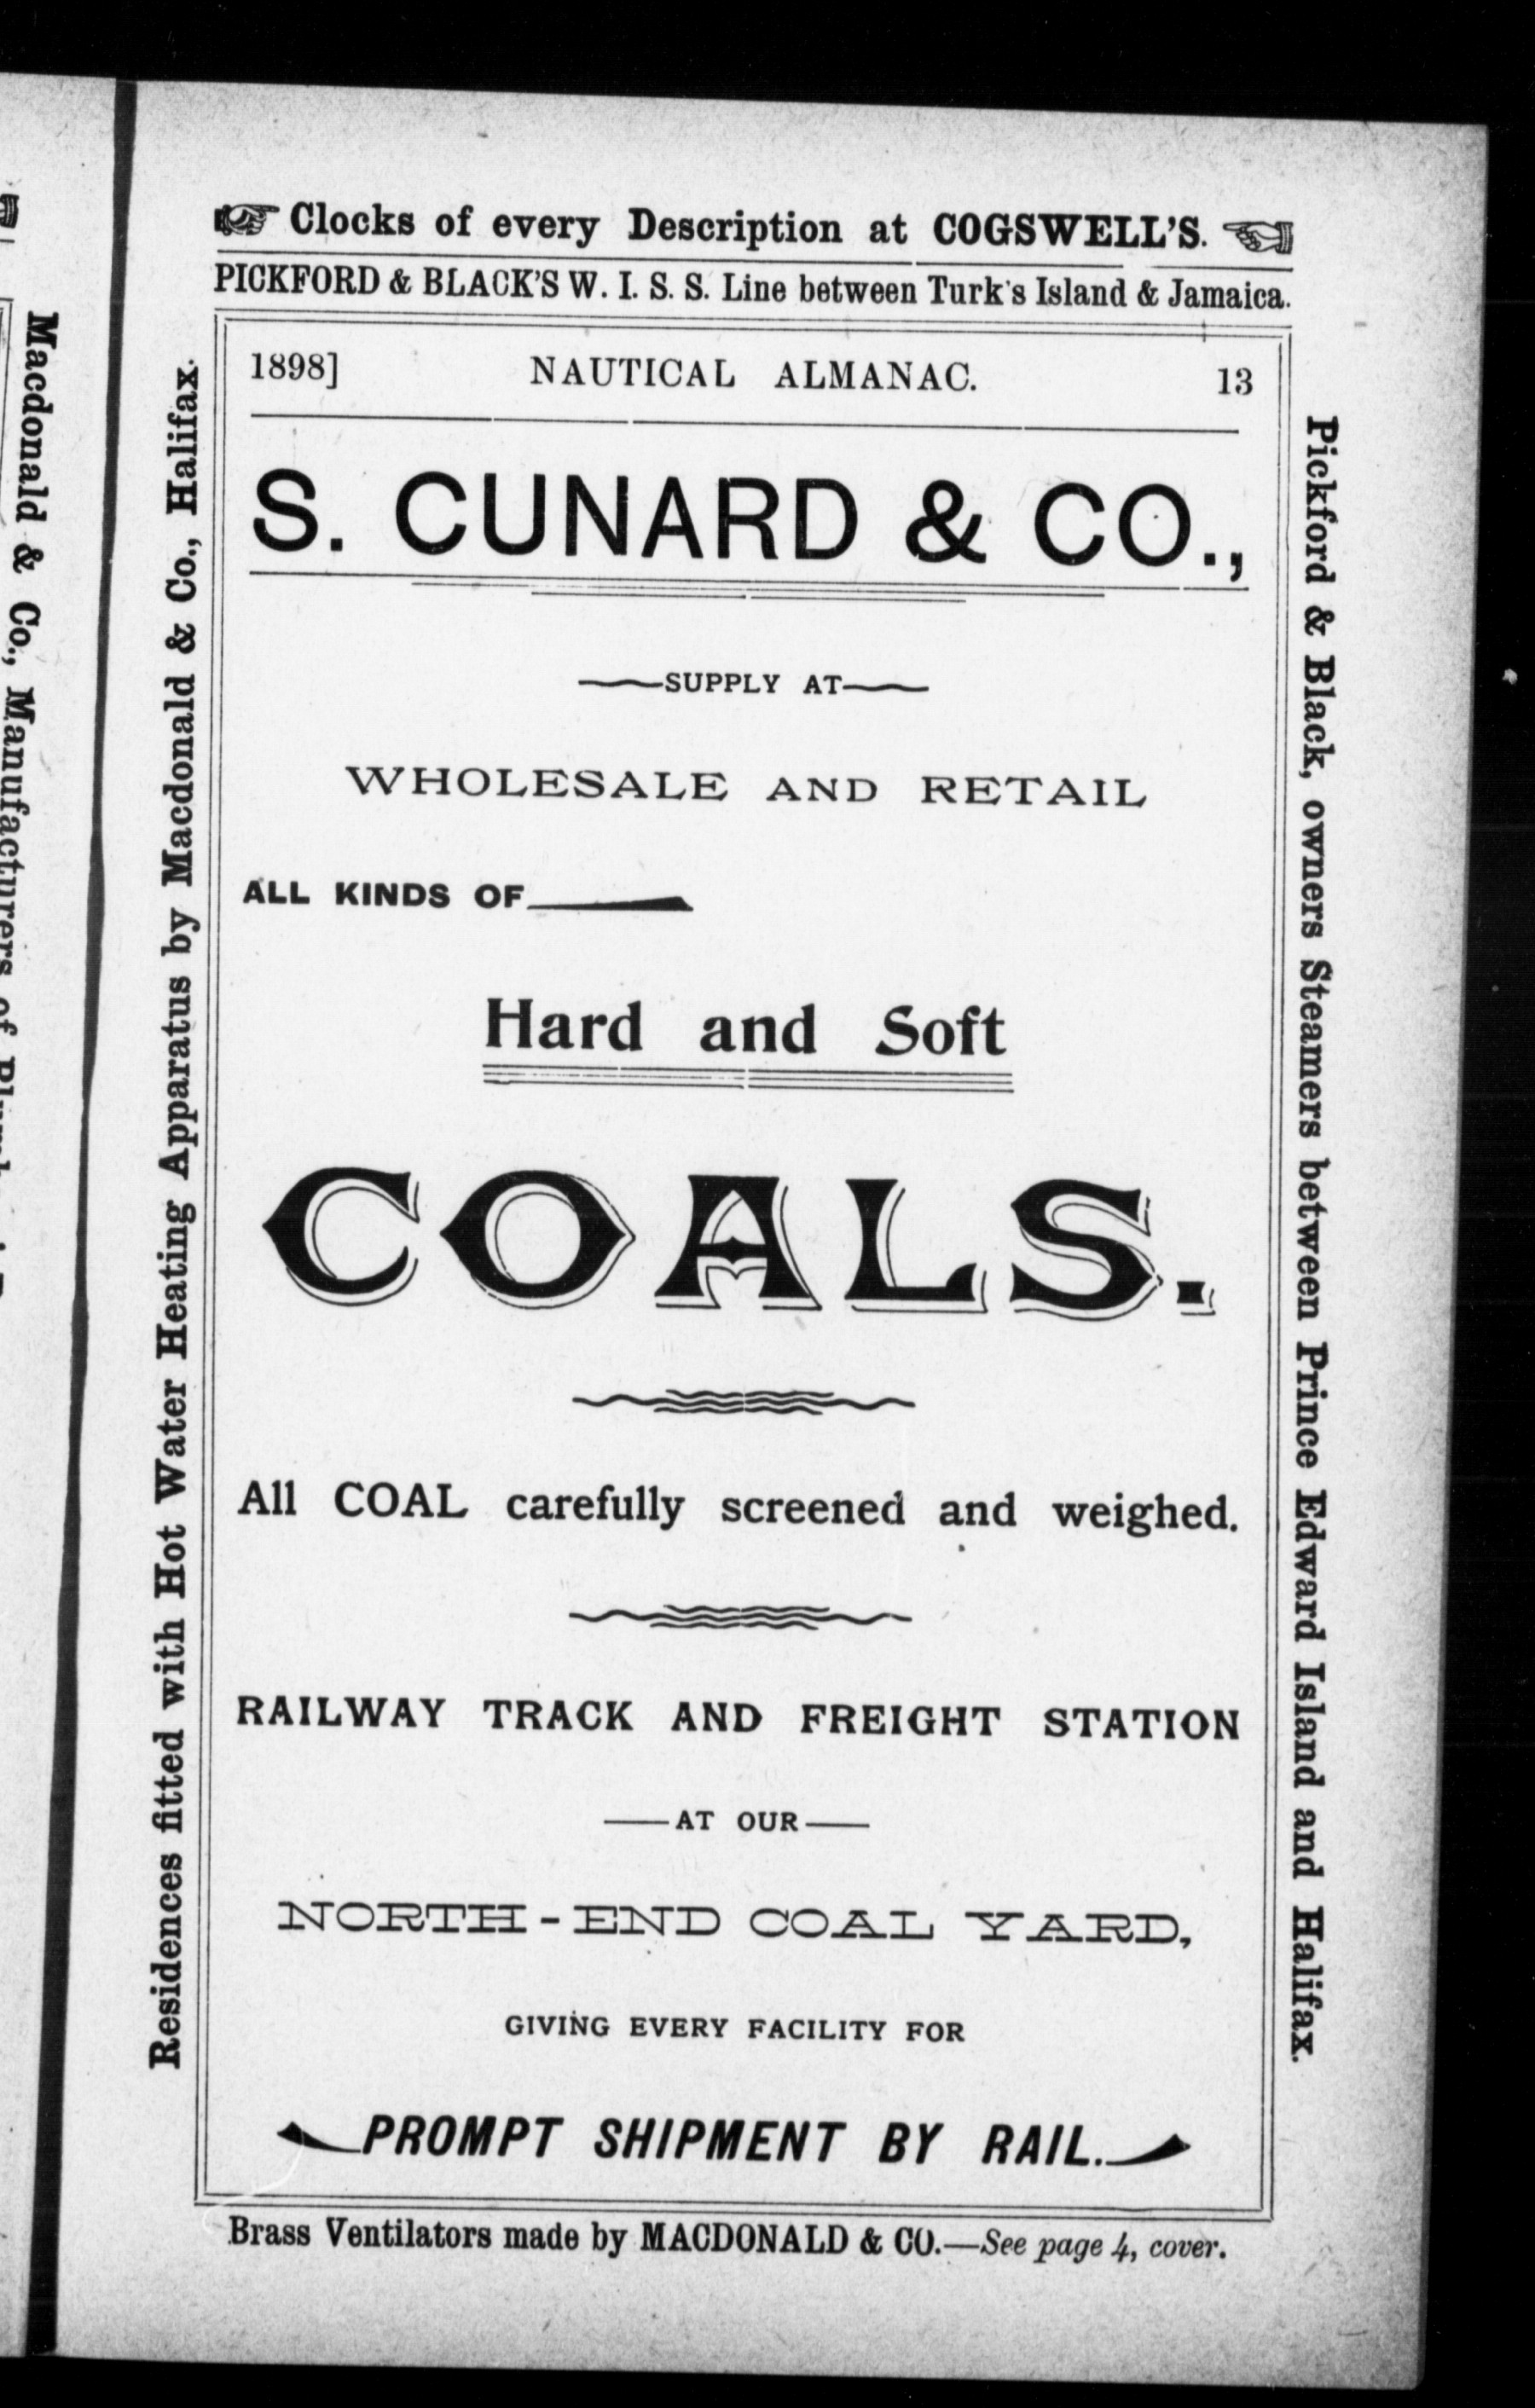 ☞ Clocks of every Description at COGSWELL'S. ☜
PICKFORD & BLACK'S W. I. S. S. Line between Turk's Island & Jamaica.
1898] NAUTICAL ALMANAC. 13
S. CUNARD & CO.,
SUPPLY AT
WHOLESALE AND RETAIL
ALL KINDS OF
Hard and Soft
COALS.
All COAL carefully screened and weighed.
RAILWAY TRACK AND FREIGHT STATION
—AT OUR—
NORTH-END COAL YARD,
GIVING EVERY FACILITY FOR
PROMPT SHIPMENT BY RAIL.
Brass Ventilators made by MACDONALD & CO.—See page 4, cover.
Residences fitted with Hot Water Heating Apparatus by Macdonald & Co., Halifax.
Pickford & Black, owners Steamers between Prince Edward Island and Halifax.
Macdonald & Co., Manufacturers of